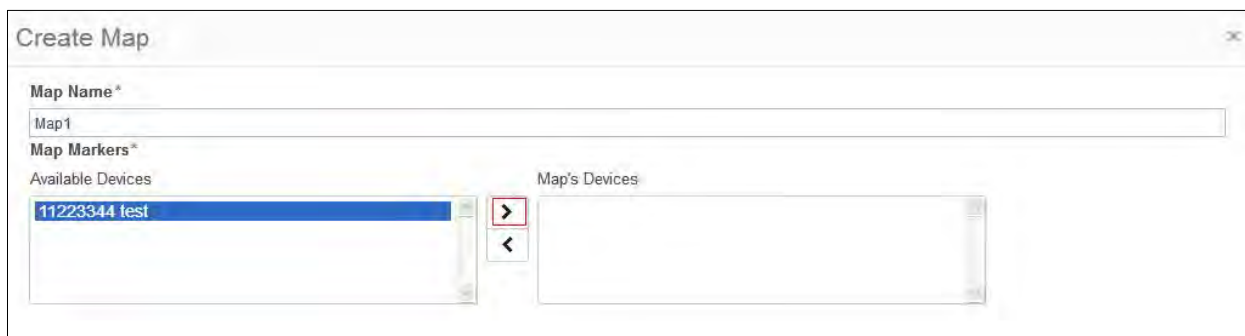 Create Map
Map Name*
Map1
Map Markers*
Available Devices
Map's Devices
11223344 test